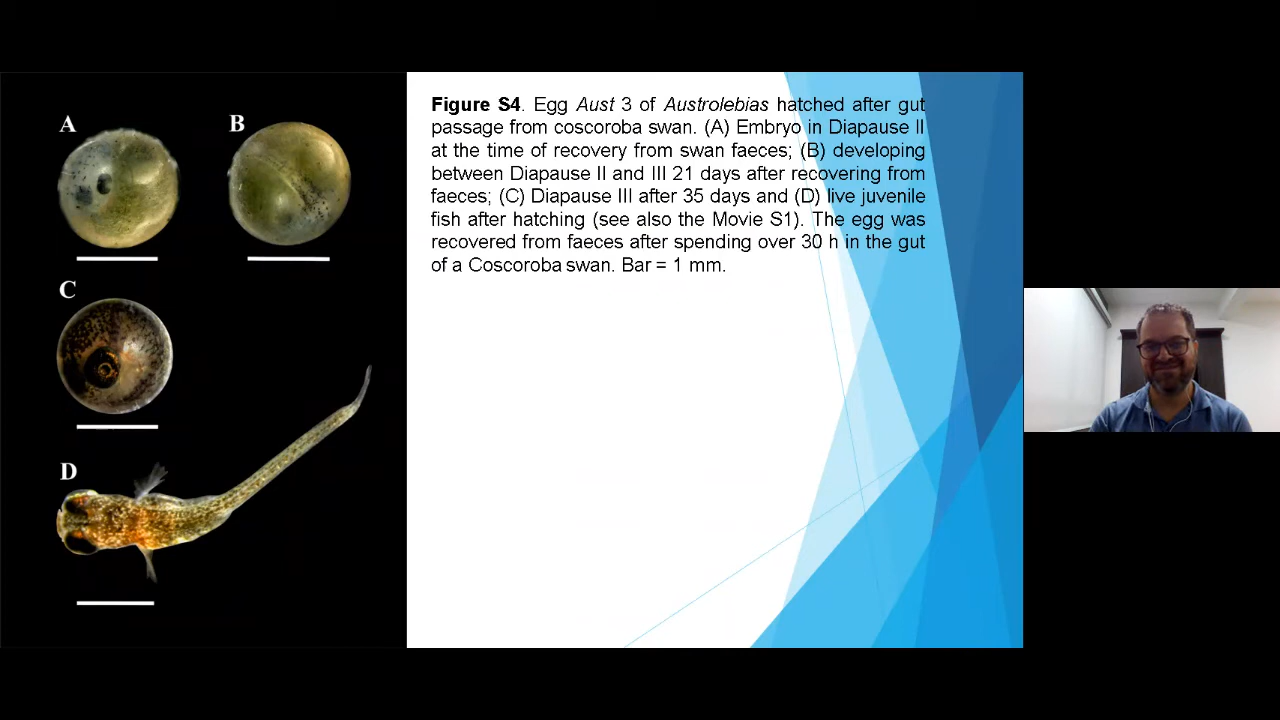 A
B
C
D
Figure S4. Egg Aust 3 of Austrolebias hatched after gut
passage from coscoroba swan. (A) Embryo in Diapause II
at the time of recovery from swan faeces; (B) developing
between Diapause II and III 21 days after recovering from
faeces; (C) Diapause III after 35 days and (D) live juvenile
fish after hatching (see also the Movie S1). The egg was
recovered from faeces after spending over 30 h in the gut
of a Coscoroba swan. Bar = 1 mm.